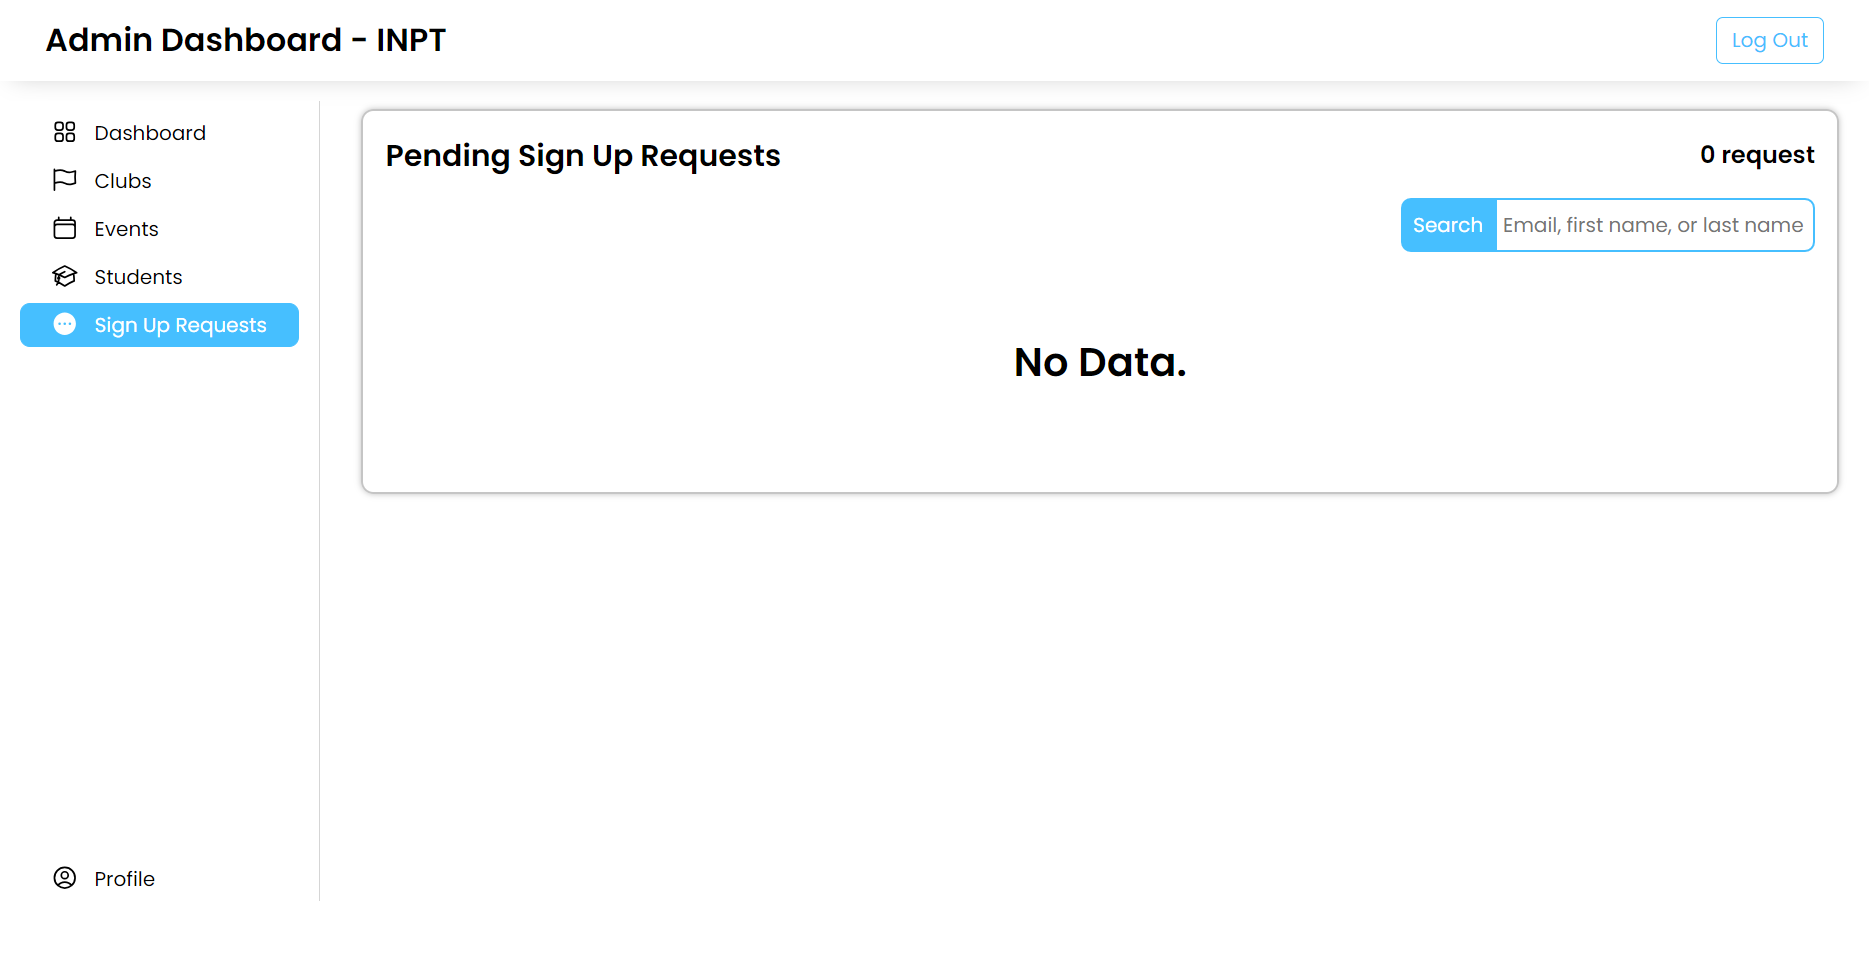 Admin Dashboard - INPT
Log Out
Dashboard
Clubs
Events
Students
Sign Up Requests
Profile
Pending Sign Up Requests
0 request
Search
Email, first name, or last name
No Data.